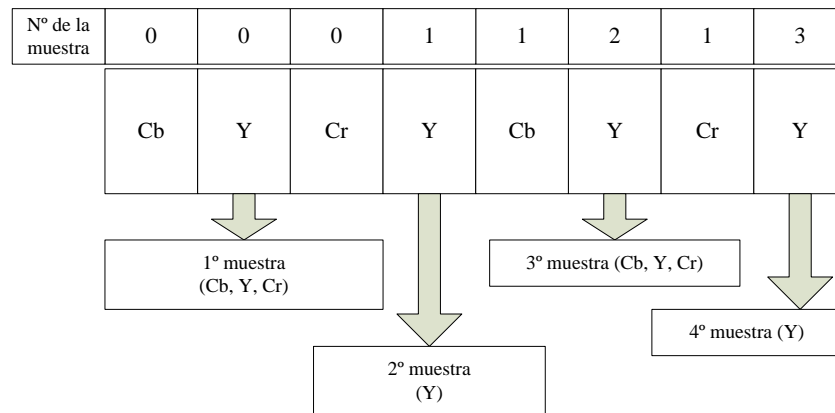 Nº de la muestra 0 0 0 1 1 2 1 3
Cb Y Cr Y Cb Y Cr Y
1º muestra
(Cb, Y, Cr)
3º muestra (Cb, Y, Cr)
4º muestra (Y)
2º muestra
(Y)